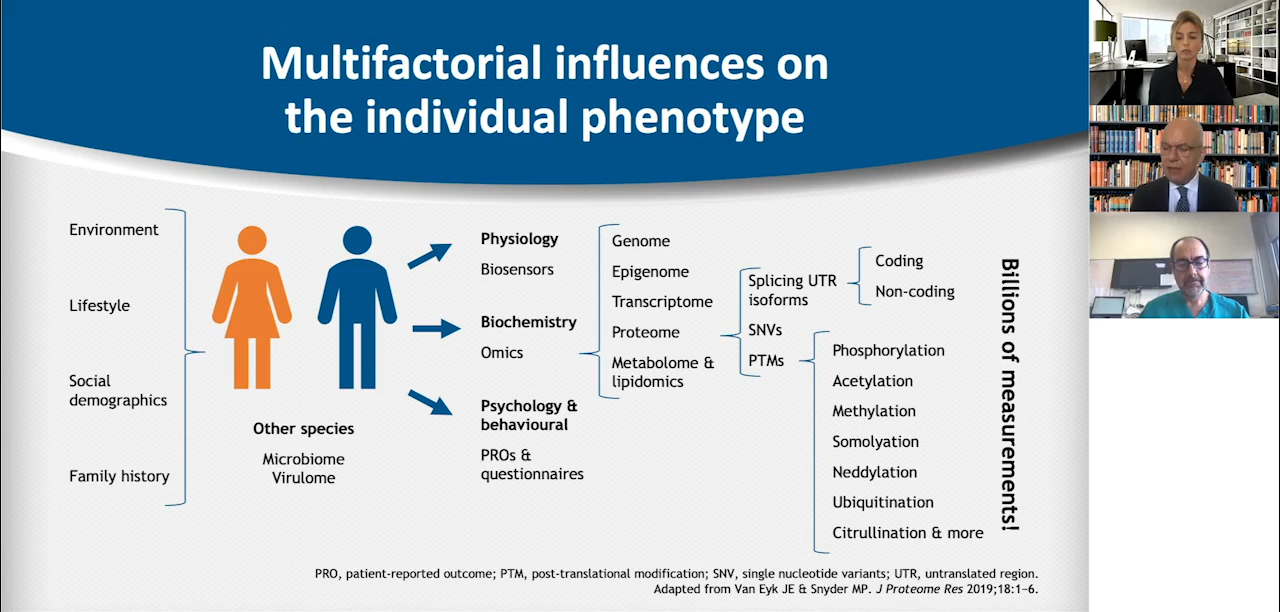 Multifactorial influences on
the individual phenotype
Environment
Lifestyle
Social
demographics
Family history
Other species
Microbiome
Virulome
Physiology
Biosensors
Biochemistry
Omics
Psychology &
behavioural
PROs &
questionnaires
Genome
Epigenome
Transcriptome
Proteome
Metabolome &
lipidomics
Splicing UTR
isoforms
SNVs
PTMs
Coding
Non-coding
Phosphorylation
Acetylation
Methylation
Somolyation
Neddylation
Ubiquitination
Citrullination & more
Billions of measurements!
PRO, patient-reported outcome; PTM, post-translational modification; SNV, single nucleotide variants; UTR, untranslated region.
Adapted from Van Eyk JE & Snyder MP. J Proteome Res 2019;18:1–6.